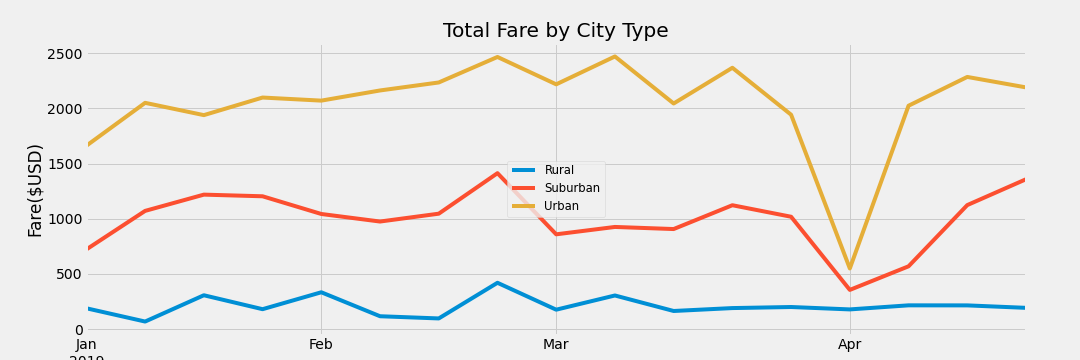 Total Fare by City Type
Fare($USD)
2500
2000
1500
1000
500
0
Rural
Suburban
Urban
Jan
Feb
Mar
Apr